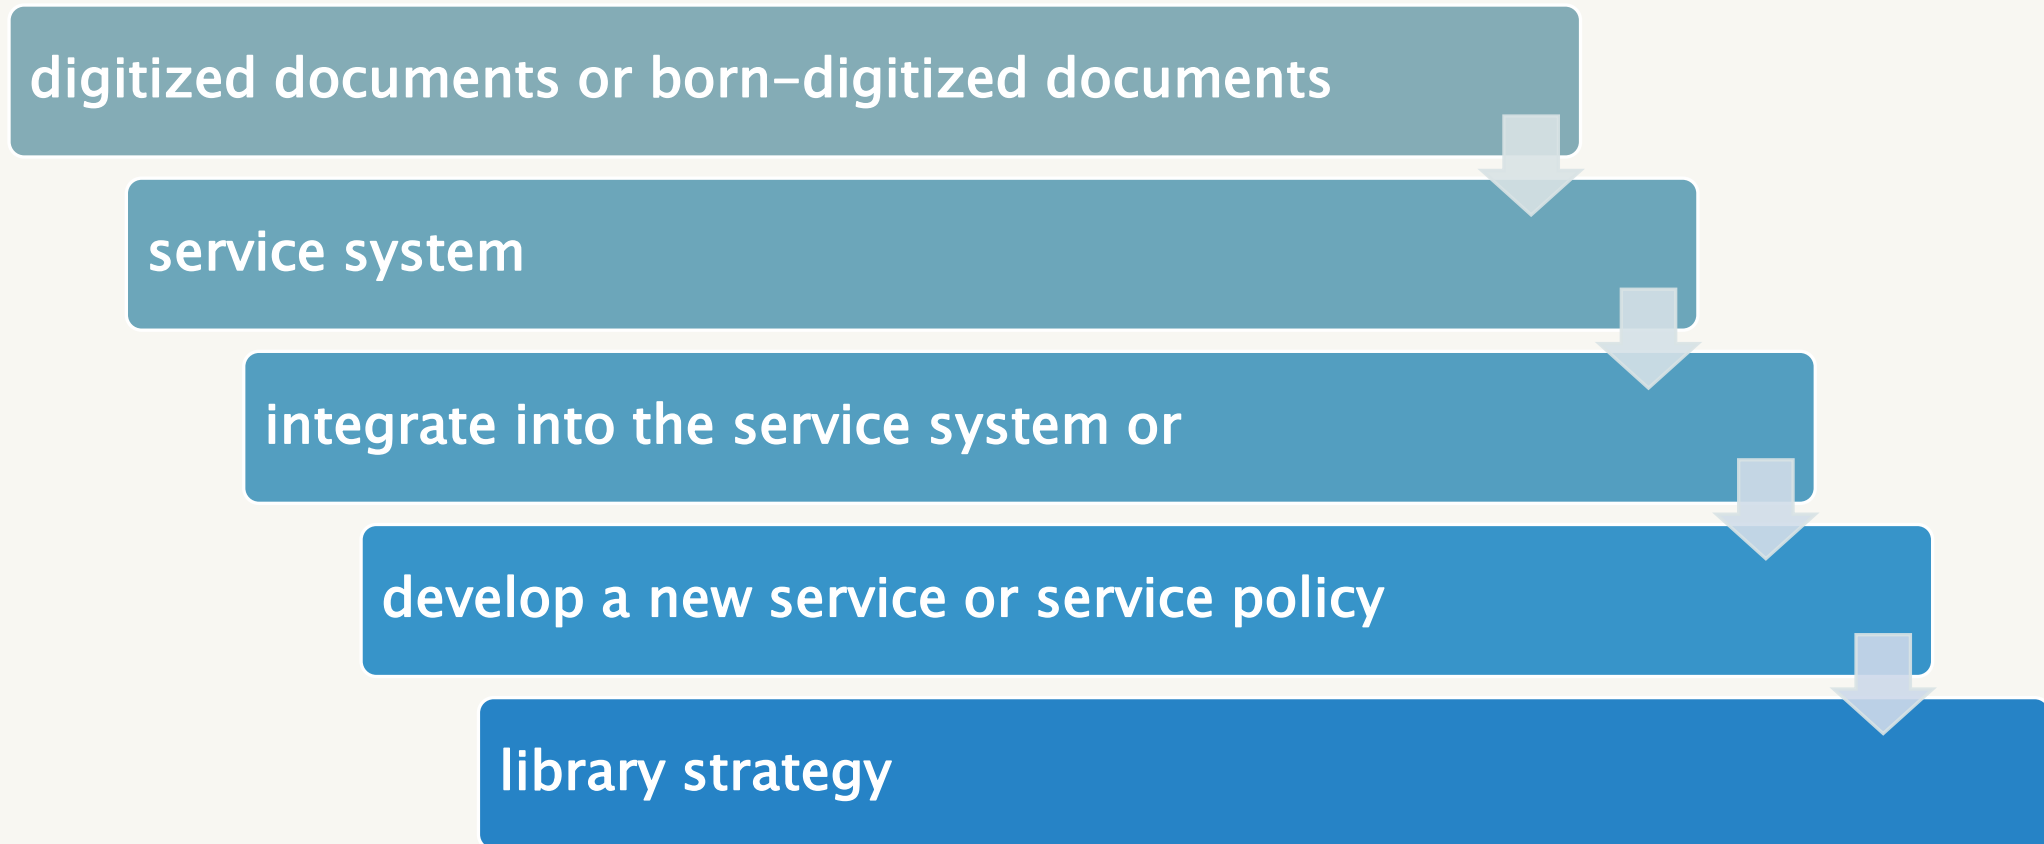 digitized documents or born-digitized documents
service system
integrate into the service system or
develop a new service or service policy
library strategy